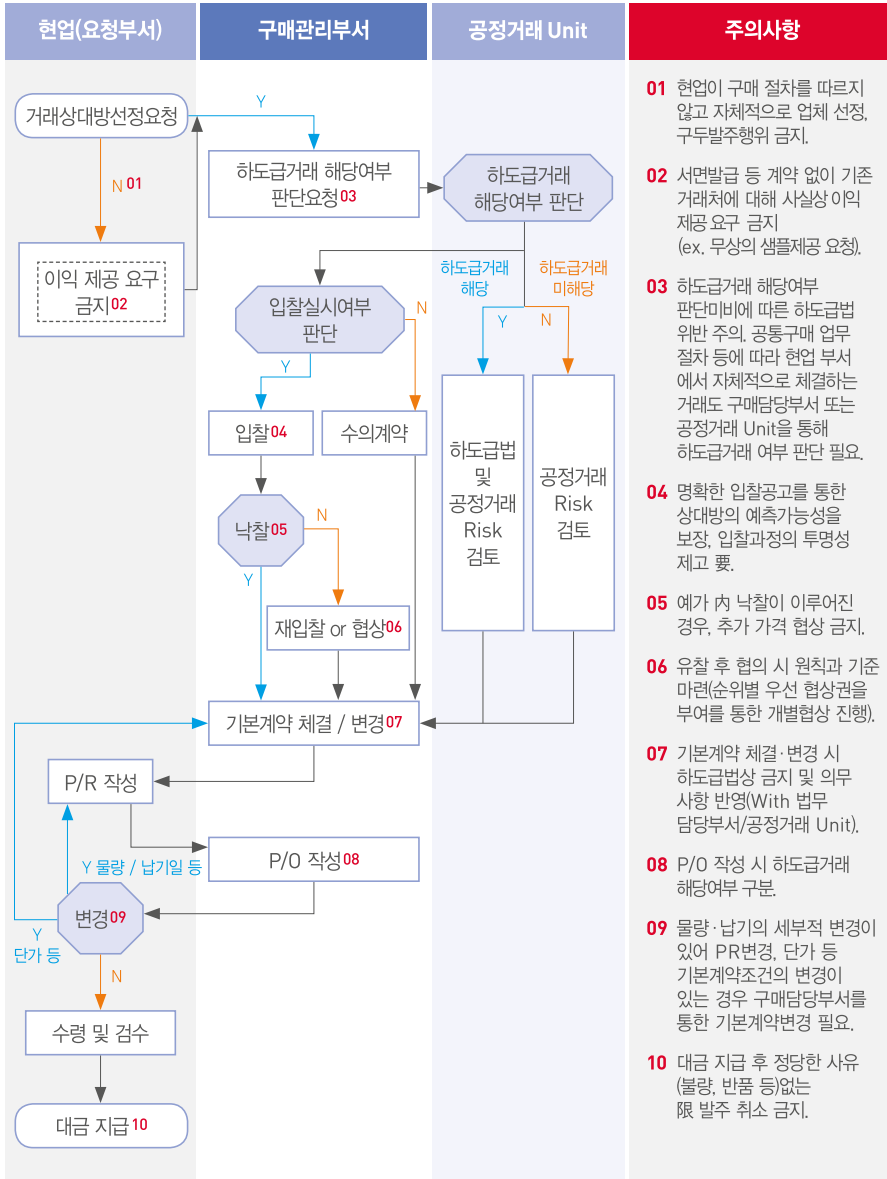 현업(요청부서)
구매관리부서
공정거래 Unit
주의사항
거래상대방선정요청
Y
N 01
이익 제공 요구
금지 02
하도급거래 해당여부
판단요청 03
하도급거래
해당여부 판단
하도급거래
해당
Y
하도급거래
미해당
N
입찰실시여부
판단
N
Y
입찰 04
수의계약
하도급법
및
공정거래
Risk
검토
공정거래
Risk
검토
낙찰 05
N
Y
재입찰 or 협상 06
기본계약 체결 / 변경 07
P/R 작성
P/O 작성 08
Y 물량 / 납기일 등
변경 09
Y
단가 등
N
수령 및 검수
대금 지급 10
01 현업이 구매 절차를 따르지
않고 자체적으로 업체 선정,
구두발주행위 금지.
02 서면발급 등 계약 없이 기존
거래처에 대해 사실상 이익
제공 요구 금지
(ex. 무상의 샘플제공 요청).
03 하도급거래 해당여부
판단미비에 따른 하도급법
위반 주의. 공통구매 업무
절차 등에 따라 현업 부서
에서 자체적으로 체결하는
거래도 구매담당부서 또는
공정거래 Unit을 통해
하도급거래 여부 판단 필요.
04 명확한 입찰공고를 통한
상대방의 예측가능성을
보장, 입찰과정의 투명성
제고 要.
05 예가 內 낙찰이 이루어진
경우, 추가 가격 협상 금지.
06 유찰 후 협의 시 원칙과 기준
마련(순위별 우선 협상권을
부여를 통한 개별협상 진행).
07 기본계약 체결·변경 시
하도급법상 금지 및 의무
사항 반영(With 법무
담당부서/공정거래 Unit).
08 P/O 작성 시 하도급거래
해당여부 구분.
09 물량·납기의 세부적 변경이
있어 PR변경, 단가 등
기본계약조건의 변경이
있는 경우 구매담당부서를
통한 기본계약변경 필요.
10 대금 지급 후 정당한 사유
(불량, 반품 등)없는
限 발주 취소 금지.